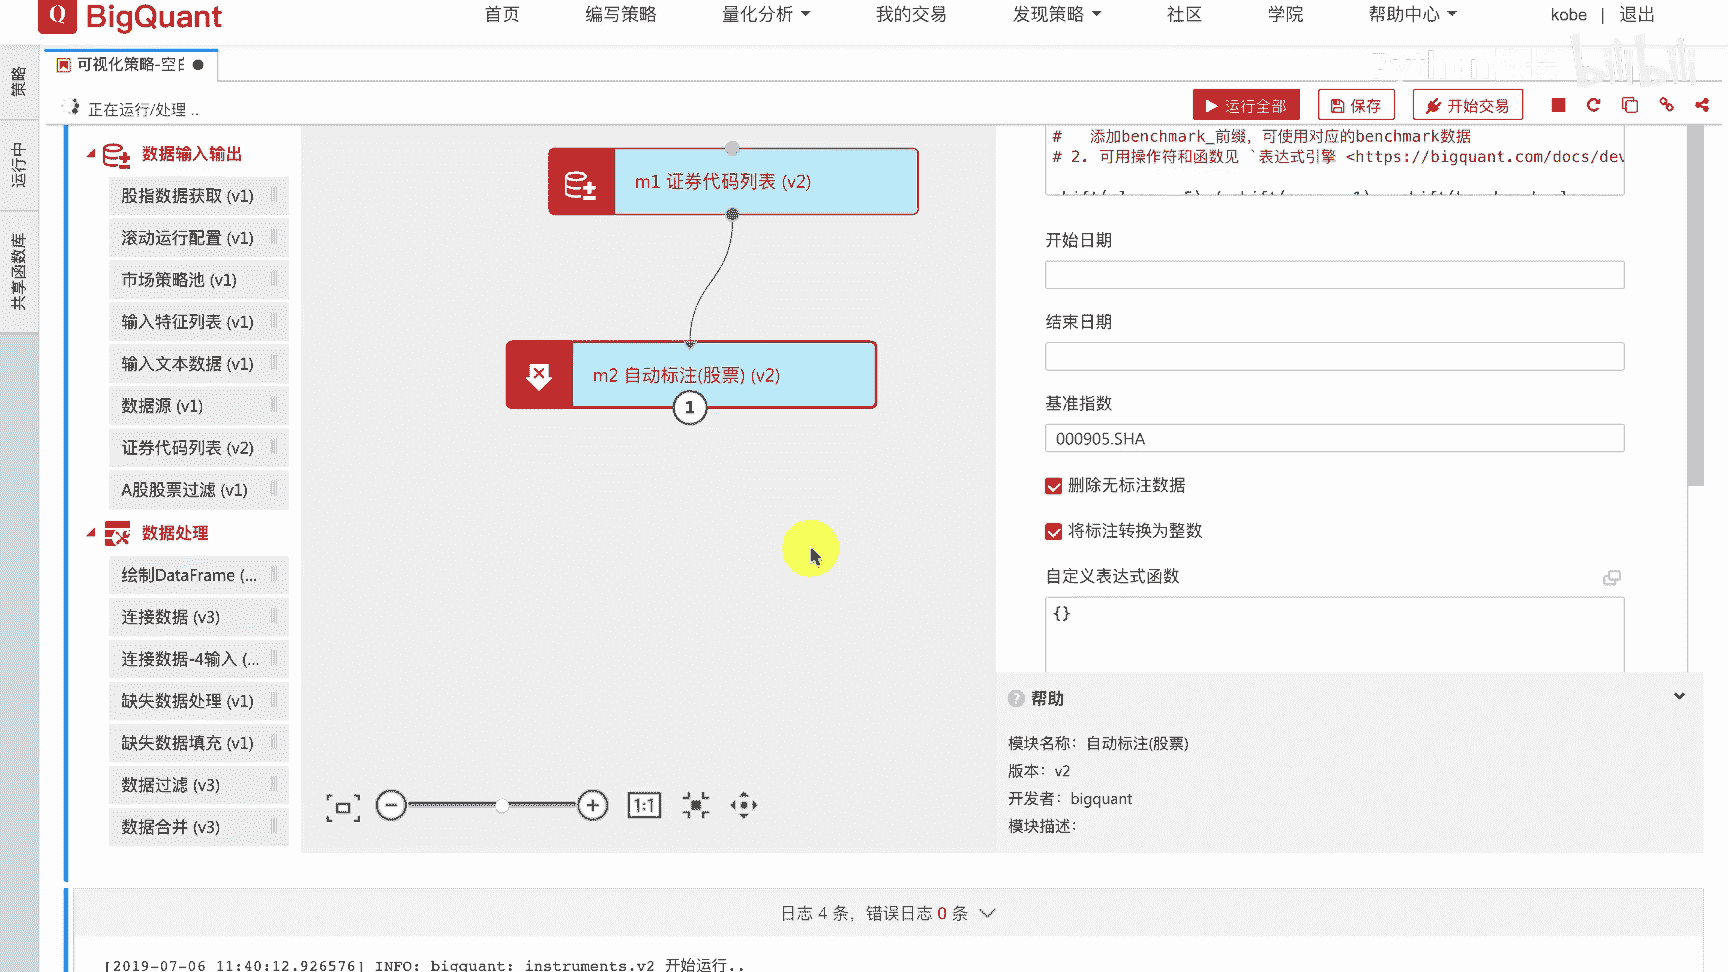 BigQuant
首页 编写策略 量化分析 我的交易 发现策略 社区 学院 帮助中心 kobe | 退出
可视化策略-空白
正在运行/处理 ..
运行全部 保存 开始交易
策略
运行中
共享函数库
数据输入输出
股指数据获取 (v1)
滚动运行配置 (v1)
市场策略池 (v1)
输入特征列表 (v1)
输入文本数据 (v1)
数据源 (v1)
证券代码列表 (v2)
A股股票过滤 (v1)
数据处理
绘制DataFrame (...
连接数据 (v3)
连接数据-4输入 (...
缺失数据处理 (v1)
缺失数据填充 (v1)
数据过滤 (v3)
数据合并 (v3)
m1 证券代码列表 (v2)
m2 自动标注(股票) (v2)
1
1:1
# 添加benchmark_前缀，可使用对应的benchmark数据
# 2. 可用操作符和函数见 `表达式引擎 <https://bigquant.com/docs/dev
开始日期
结束日期
基准指数
000905.SHA
删除无标注数据
将标注转换为整数
自定义表达式函数
{}
帮助
模块名称：自动标注(股票)
版本：v2
开发者：bigquant
模块描述：
日志 4 条，错误日志 0 条
[2019-07-06 11:40:12.926576] INFO: bigquant: instruments.v2 开始运行..
bilibili